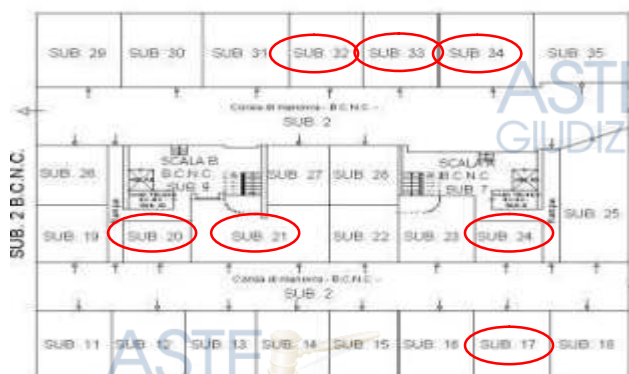 SUB. 29 SUB. 30 SUB. 31 SUB. 32 SUB. 33 SUB. 34 SUB. 35
ASTE
GIUDIZ
Corsia di manovra - B.C.N.C. -
SUB. 2
SUB. 2 B.C.N.C.
SCALA B
B.C.N.C.
SUB. 9
SCALA A
B.C.N.C.
SUB. 7
SUB. 26 SUB. 27 SUB. 28
SUB. 25
SUB. 19 SUB. 20 SUB. 21 SUB. 22 SUB. 23 SUB. 24
Corsia di manovra - B.C.N.C. -
SUB. 2
SUB. 11 SUB. 12 SUB. 13 SUB. 14 SUB. 15 SUB. 16 SUB. 17 SUB. 18
ASTE